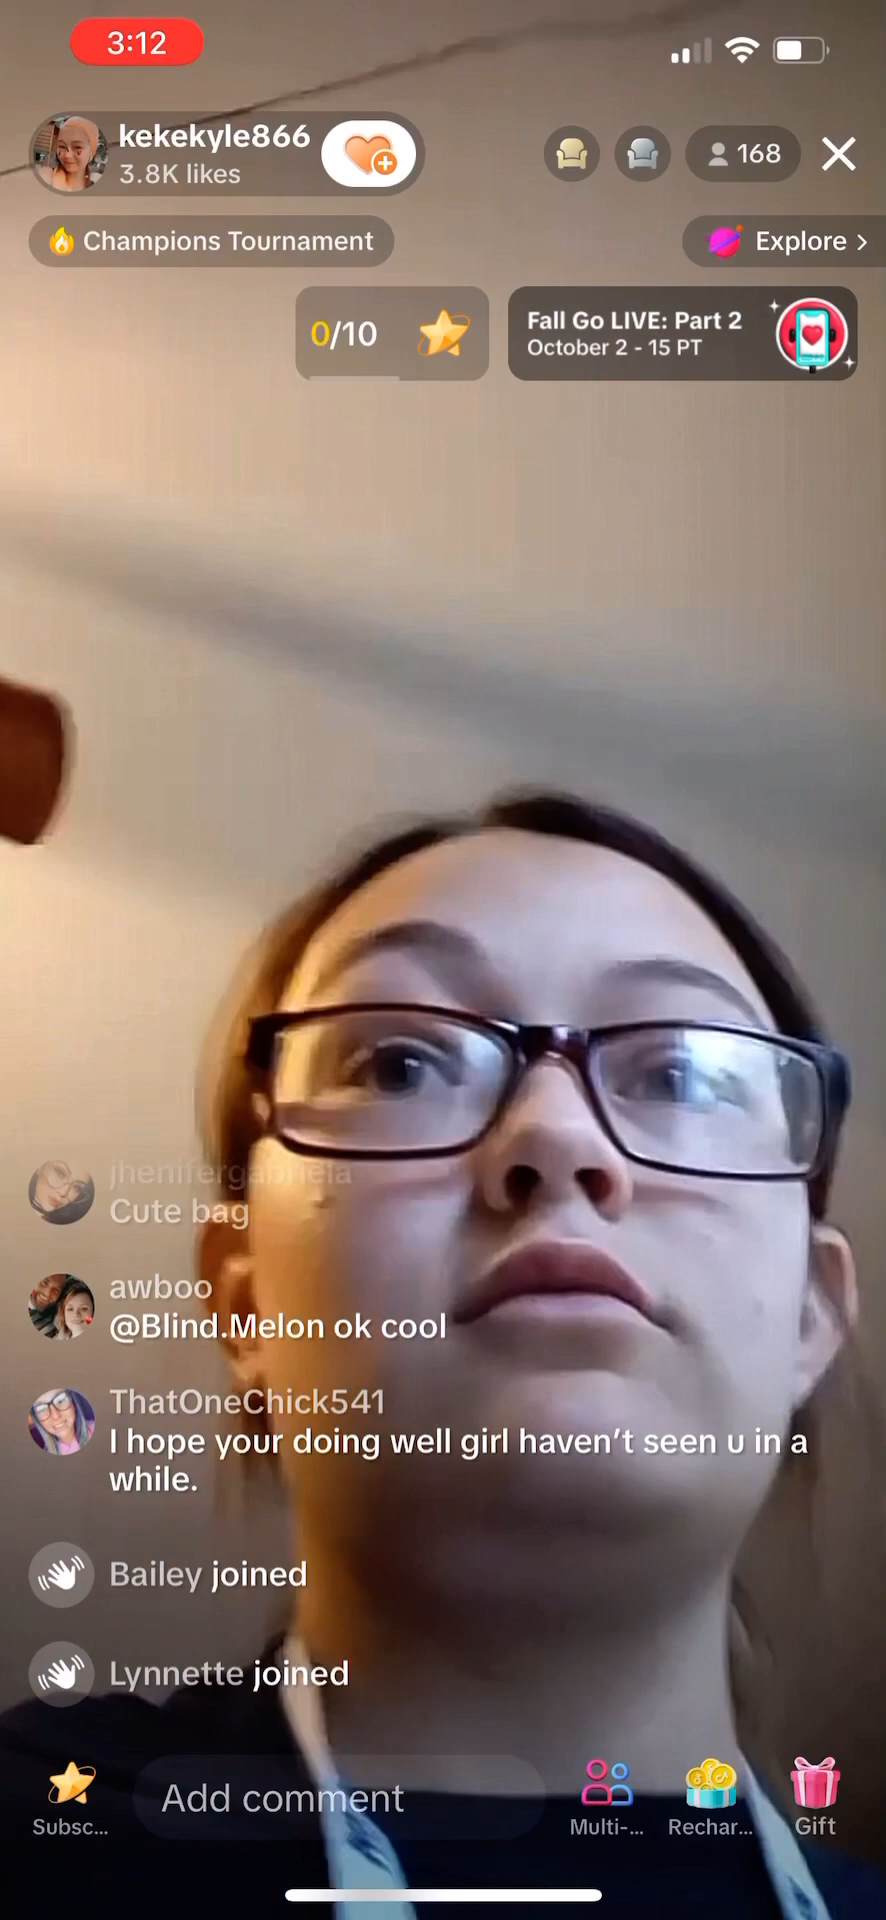 3:12
kekekyle866
3.8K likes
168
Champions Tournament
Explore >
0/10
Fall Go LIVE: Part 2
October 2 - 15 PT
jhenifergabriela
Cute bag
awboo
@Blind.Melon ok cool
ThatOneChick541
I hope your doing well girl haven't seen u in a
while.
Bailey joined
Lynnette joined
Add comment
Subsc...
Multi-...
Rechar...
Gift